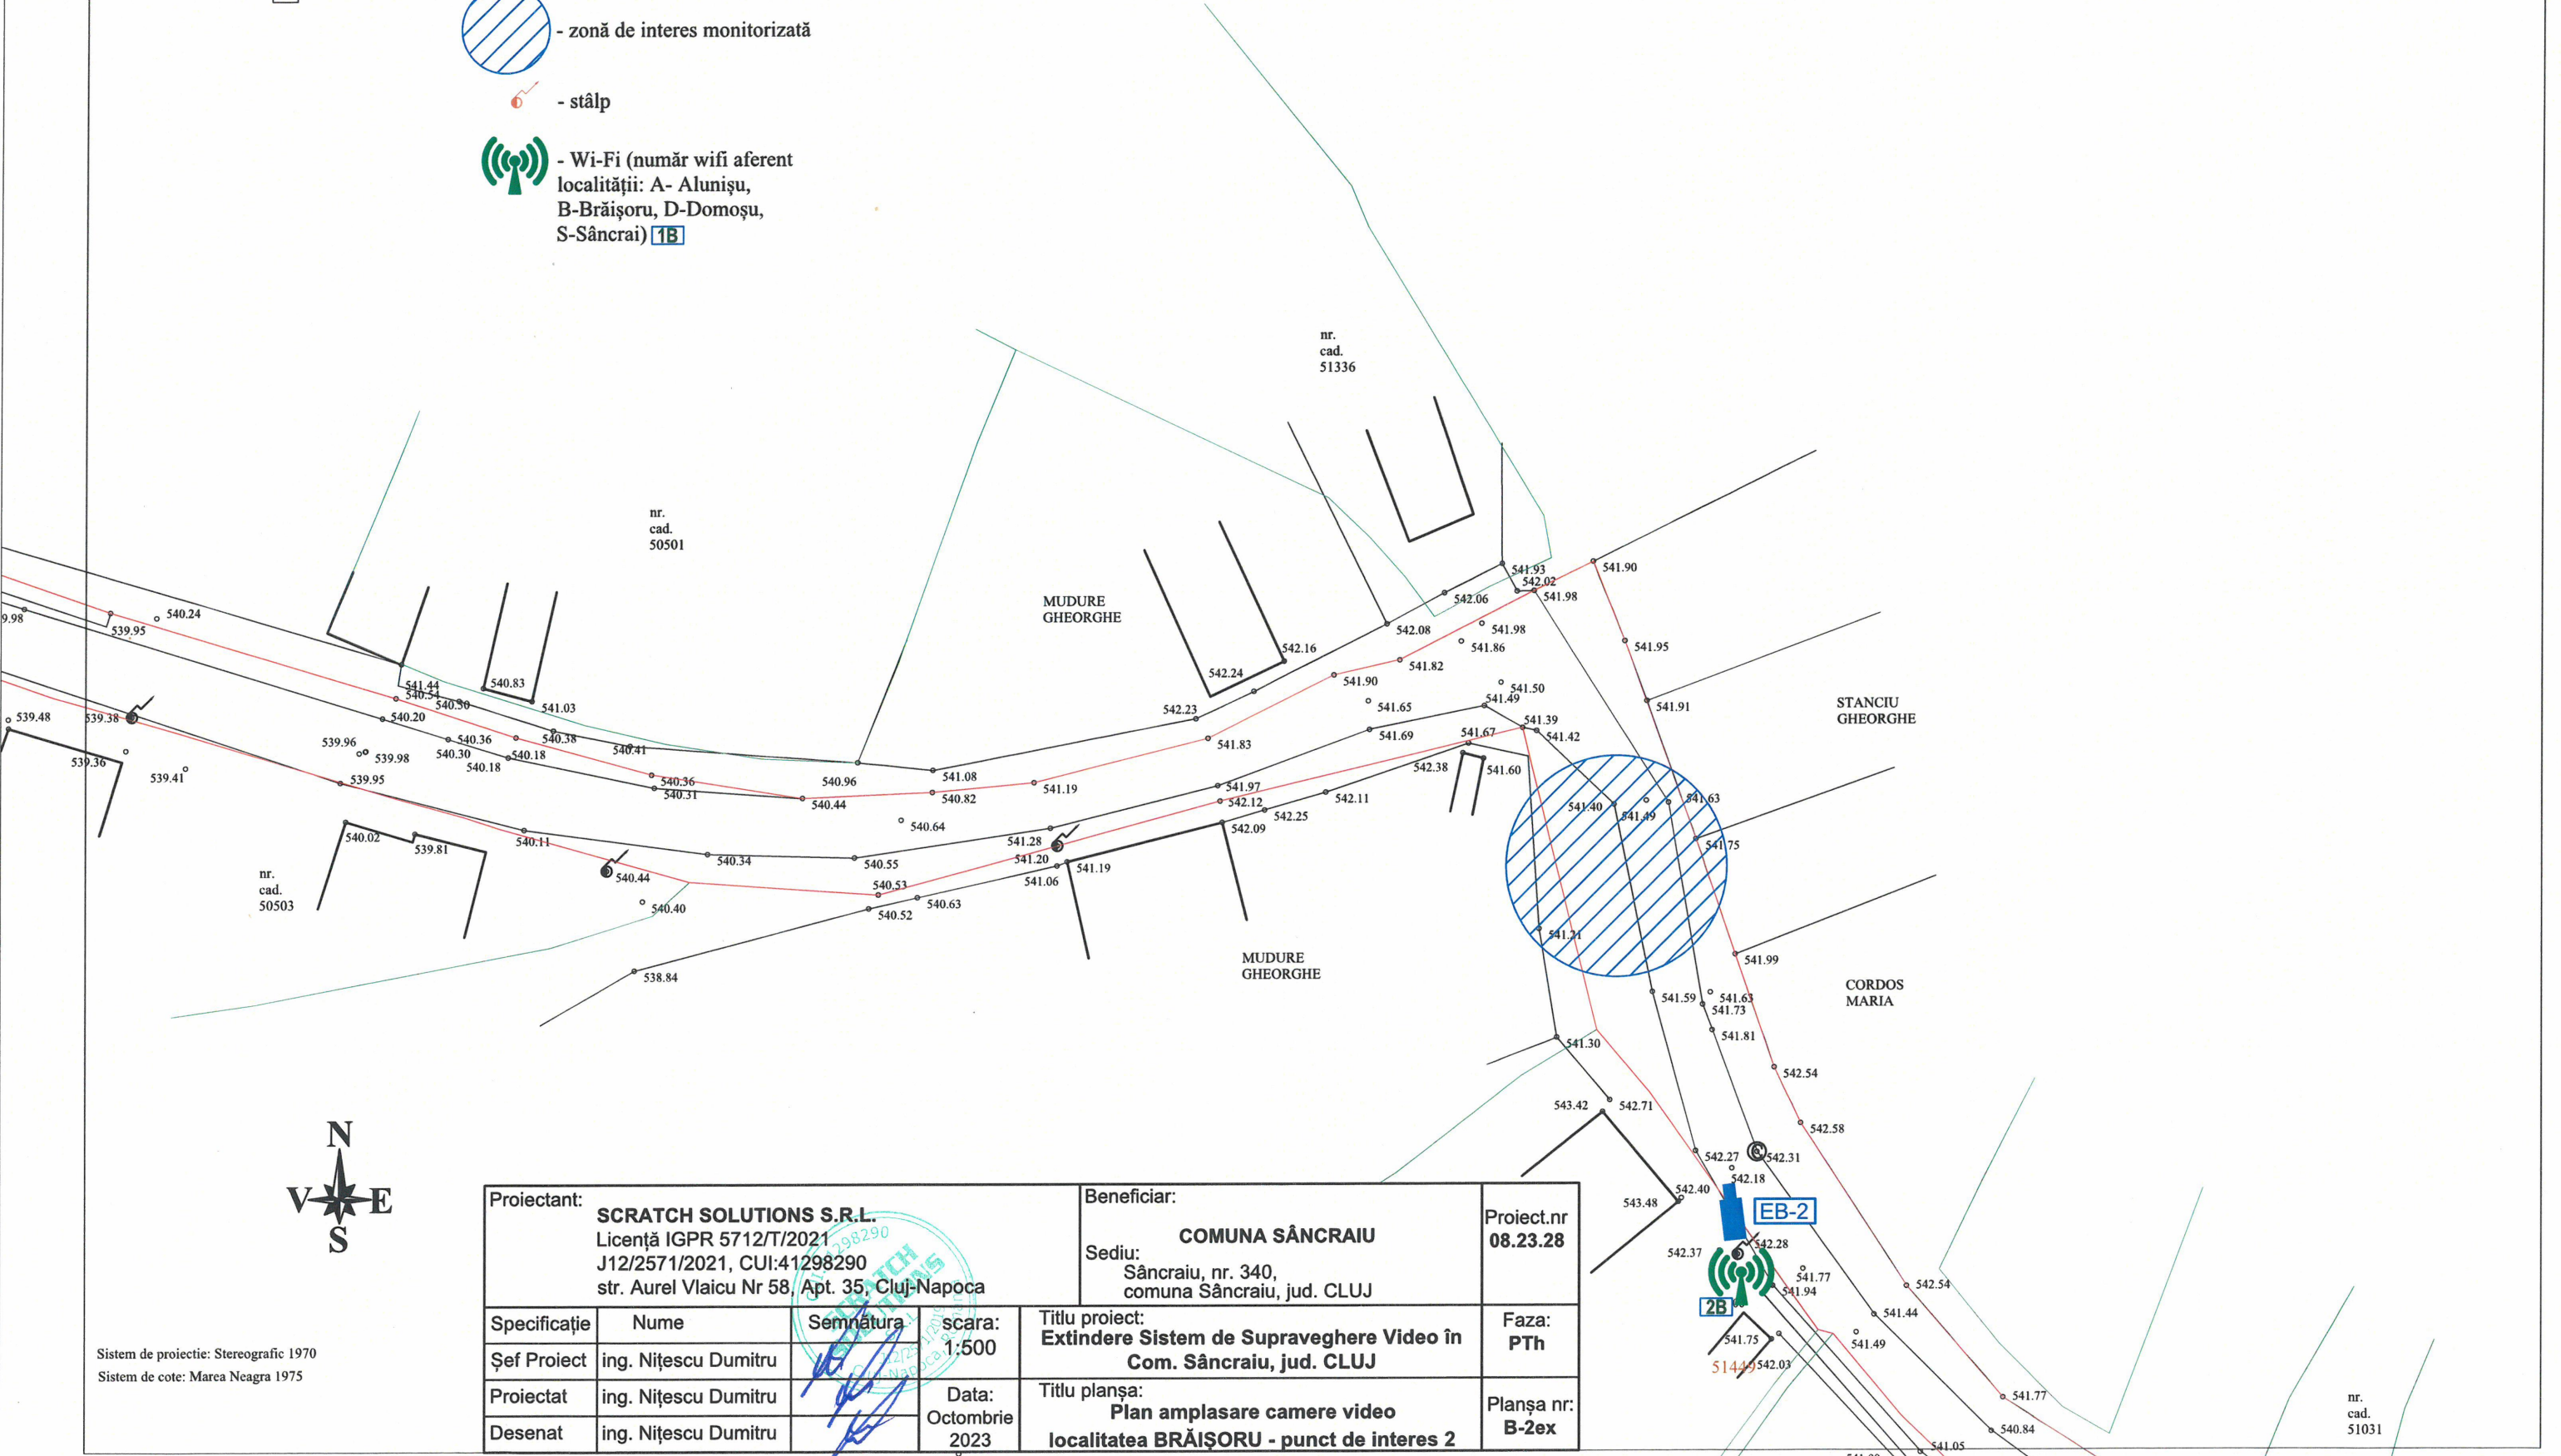 - zonă de interes monitorizată
- stâlp
- Wi-Fi (număr wifi aferent
localității: A- Alunișu,
B-Brăișoru, D-Domoșu,
S-Sâncrai) 1B
nr.
cad.
51336
nr.
cad.
50501
541.93
542.02
541.90
542.06
541.98
MUDURE
GHEORGHE
540.24
9.98
539.95
542.08
541.98
541.86
541.95
542.16
542.24
541.82
541.90
541.44
540.54
540.83
541.50
541.49
540.50
541.03
541.65
541.91
STANCIU
GHEORGHE
539.48
539.38
540.20
542.23
541.39
541.69
541.67
541.42
539.96
539.98
540.36
540.38
540.30
540.18
540.18
540.41
541.83
539.36
539.41
539.95
540.36
540.31
540.96
541.08
542.38
541.60
540.44
540.82
541.19
541.97
542.12
542.11
541.40
541.63
541.49
542.25
540.64
542.09
540.02
539.81
540.11
541.28
541.75
540.34
540.55
541.20
541.19
541.06
nr.
cad.
50503
540.44
540.53
540.40
540.52
540.63
541.21
MUDURE
GHEORGHE
541.99
538.84
CORDOS
MARIA
541.59
541.63
541.73
541.81
541.30
542.54
543.42
542.71
542.58
N
V E
S
542.27
542.31
542.18
542.40
543.48
EB-2
542.37
542.28
541.77
541.94
2B
542.54
541.44
541.75
541.49
542.03
541.77
540.84
541.05
nr.
cad.
51031
Proiectant:
SCRATCH SOLUTIONS S.R.L.
Licență IGPR 5712/T/2021
J12/2571/2021, CUI:41298290
str. Aurel Vlaicu Nr 58, Apt. 35, Cluj-Napoca
Beneficiar:
COMUNA SÂNCRAIU
Sediu:
Sâncraiu, nr. 340,
comuna Sâncraiu, jud. CLUJ
Proiect.nr
08.23.28
Specificație Nume Semnătura
scara:
1:500
Titlu proiect:
Extindere Sistem de Supraveghere Video în
Com. Sâncraiu, jud. CLUJ
Faza:
PTh
Șef Proiect ing. Nițescu Dumitru
Proiectat ing. Nițescu Dumitru
Desenat ing. Nițescu Dumitru
Data:
Octombrie
2023
Titlu planșa:
Plan amplasare camere video
localitatea BRĂIȘORU - punct de interes 2
Planșa nr:
B-2ex
SCRATCH
SOLUTIONS
Sistem de proiectie: Stereografic 1970
Sistem de cote: Marea Neagra 1975